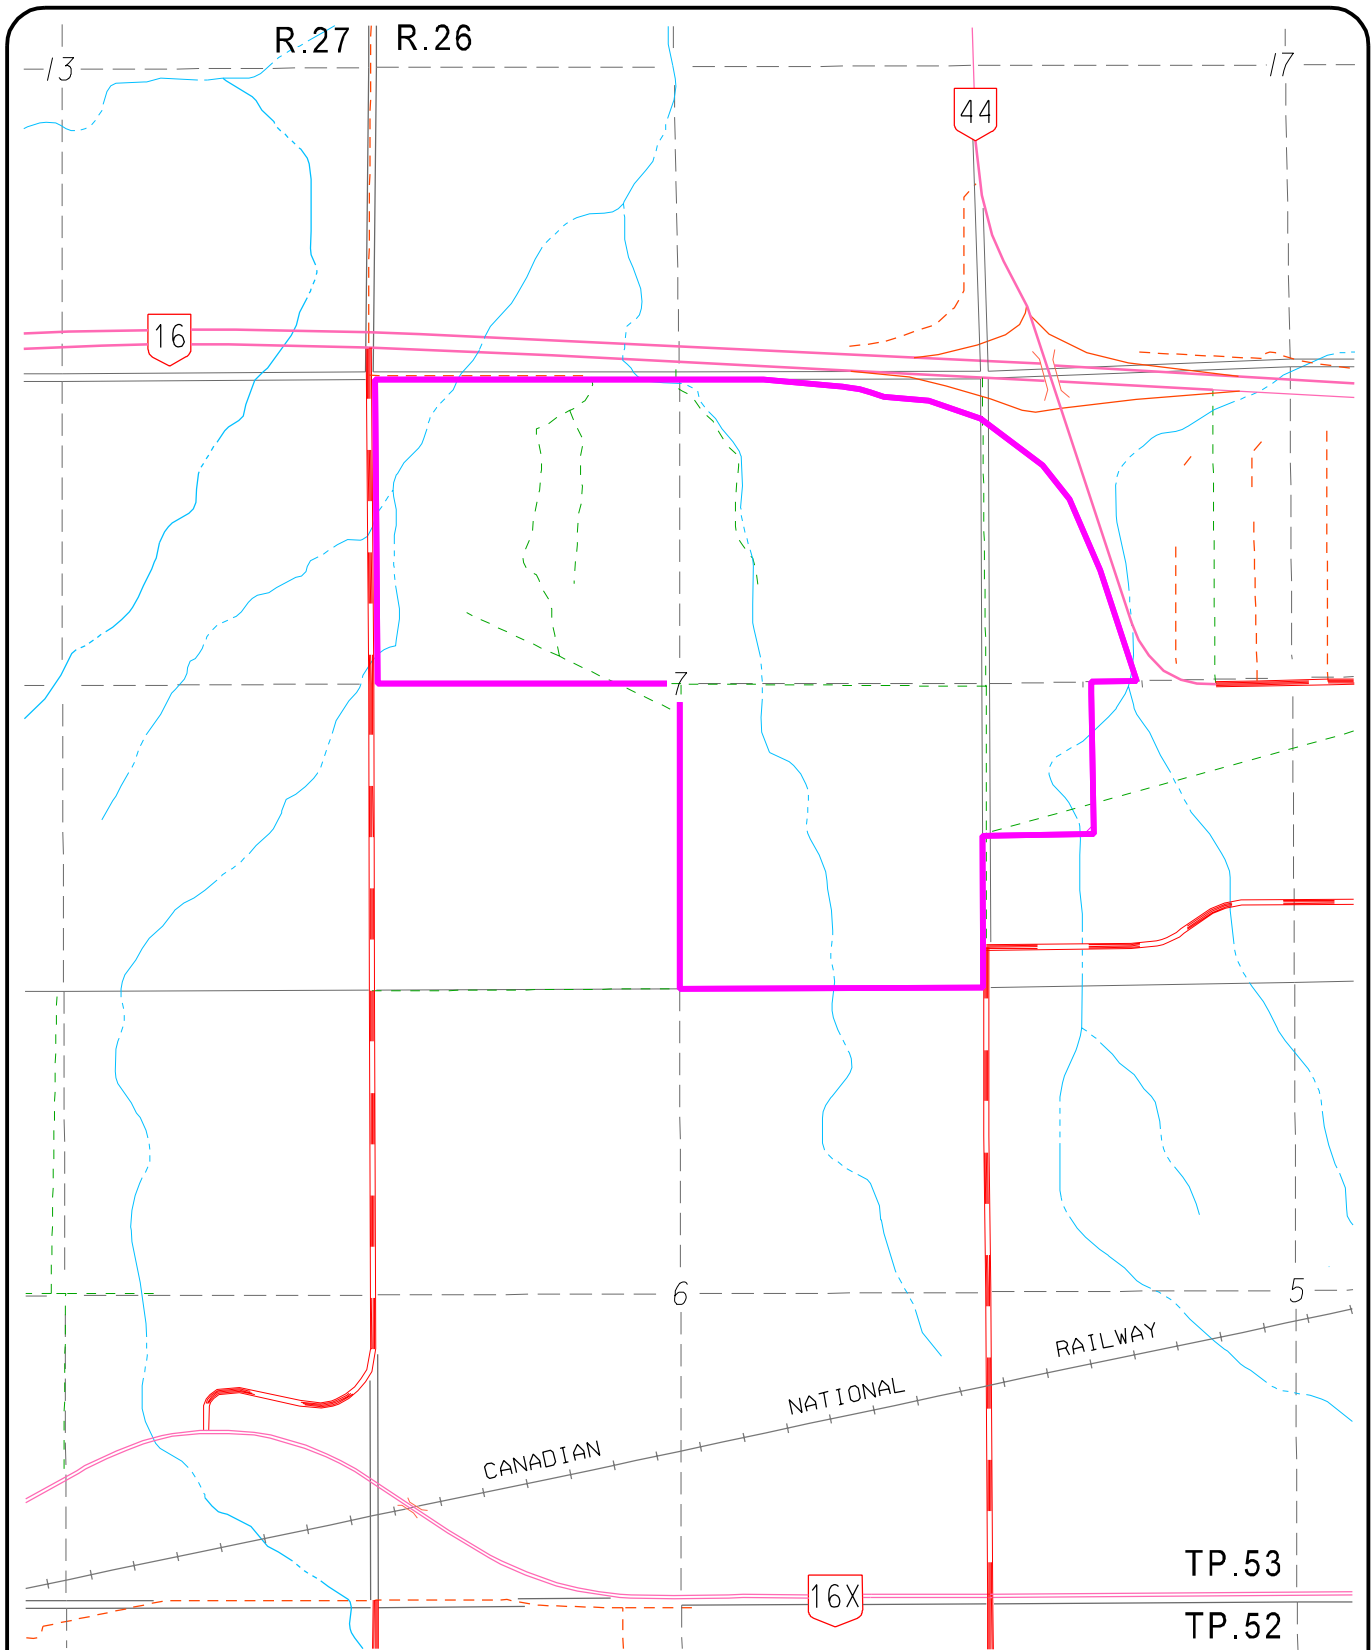 R.27 R.26
13
17
44
16
7
6
5
RAILWAY
NATIONAL
CANADIAN
TP.53
16X
TP.52